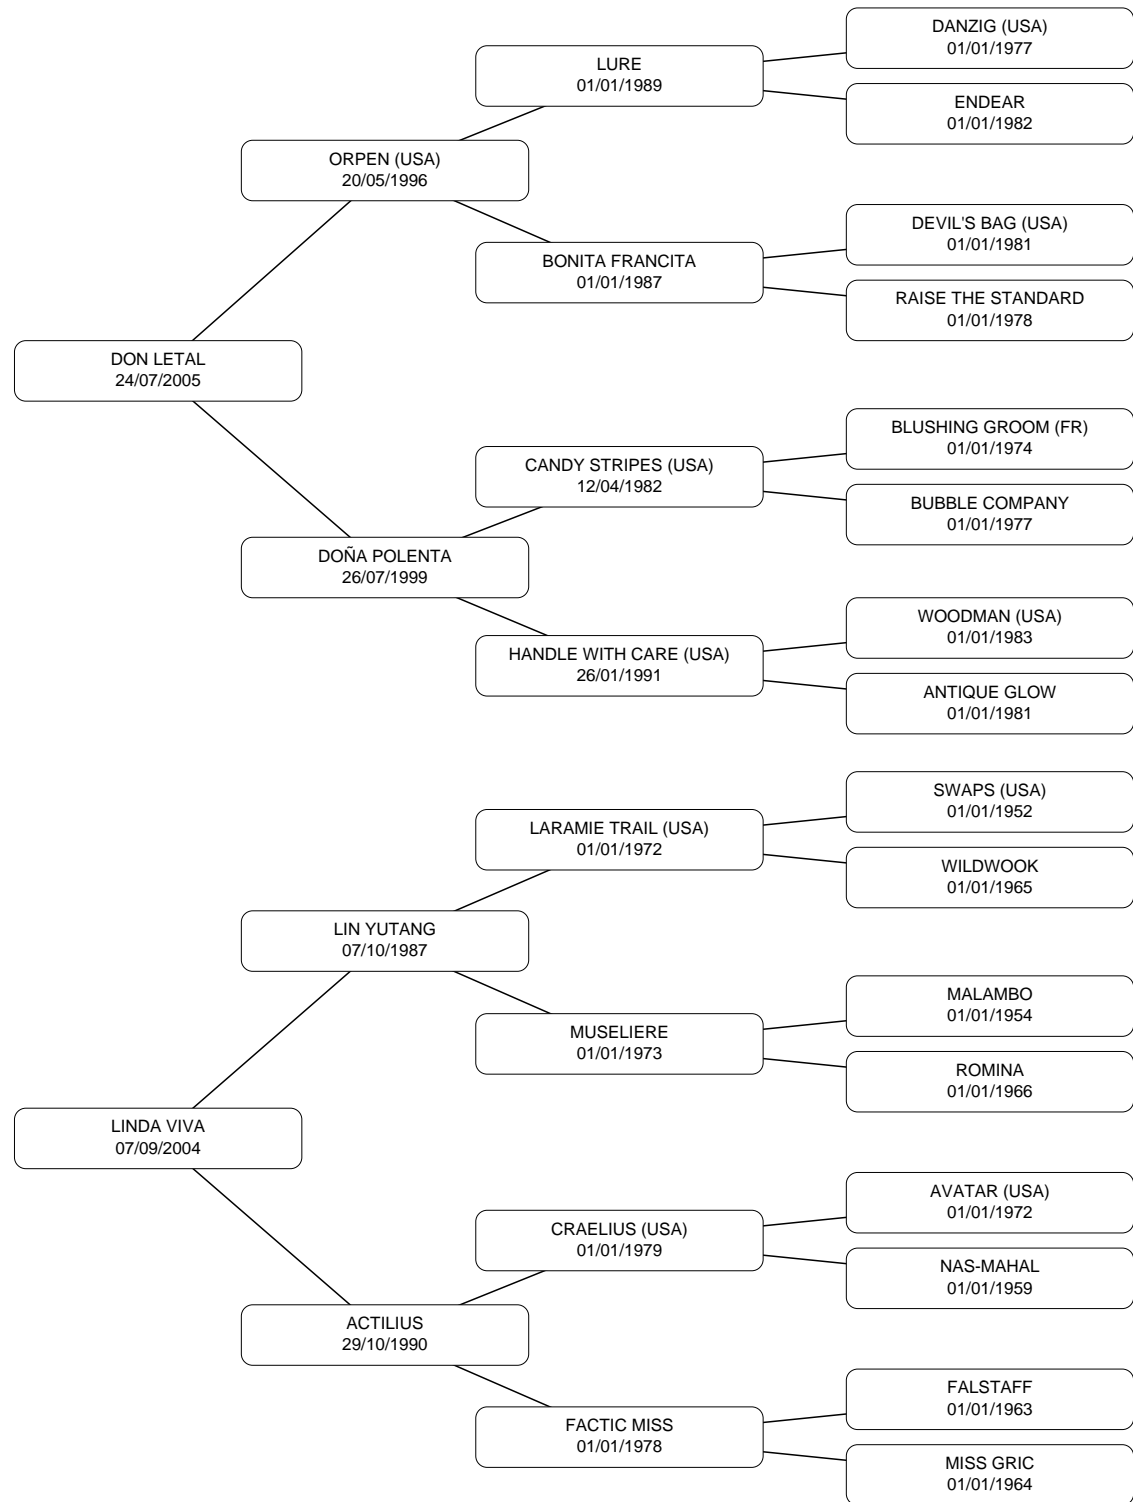 DANZIG (USA)
01/01/1977
LURE
01/01/1989
ENDEAR
01/01/1982
ORPEN (USA)
20/05/1996
DEVIL'S BAG (USA)
01/01/1981
BONITA FRANCITA
01/01/1987
RAISE THE STANDARD
01/01/1978
DON LETAL
24/07/2005
BLUSHING GROOM (FR)
01/01/1974
CANDY STRIPES (USA)
12/04/1982
BUBBLE COMPANY
01/01/1977
DOÑA POLENTA
26/07/1999
WOODMAN (USA)
01/01/1983
HANDLE WITH CARE (USA)
26/01/1991
ANTIQUE GLOW
01/01/1981
SWAPS (USA)
01/01/1952
LARAMIE TRAIL (USA)
01/01/1972
WILDWOOK
01/01/1965
LIN YUTANG
07/10/1987
MALAMBO
01/01/1954
MUSELIERE
01/01/1973
ROMINA
01/01/1966
LINDA VIVA
07/09/2004
AVATAR (USA)
01/01/1972
CRAELIUS (USA)
01/01/1979
NAS-MAHAL
01/01/1959
ACTILIUS
29/10/1990
FALSTAFF
01/01/1963
FACTIC MISS
01/01/1978
MISS GRIC
01/01/1964